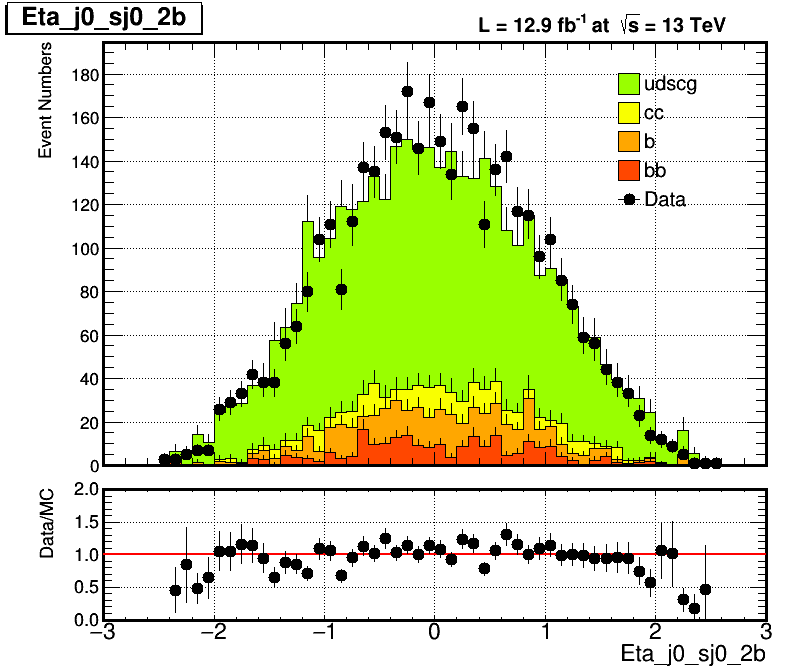 Eta_j0_sj0_2b
L = 12.9 fb⁻¹ at √s = 13 TeV
Event Numbers
180
160
140
120
100
80
60
40
20
0
udscg
cc
b
bb
Data
Data/MC
2.0
1.5
1.0
0.5
0.0
−3 −2 −1 0 1 2 3
Eta_j0_sj0_2b